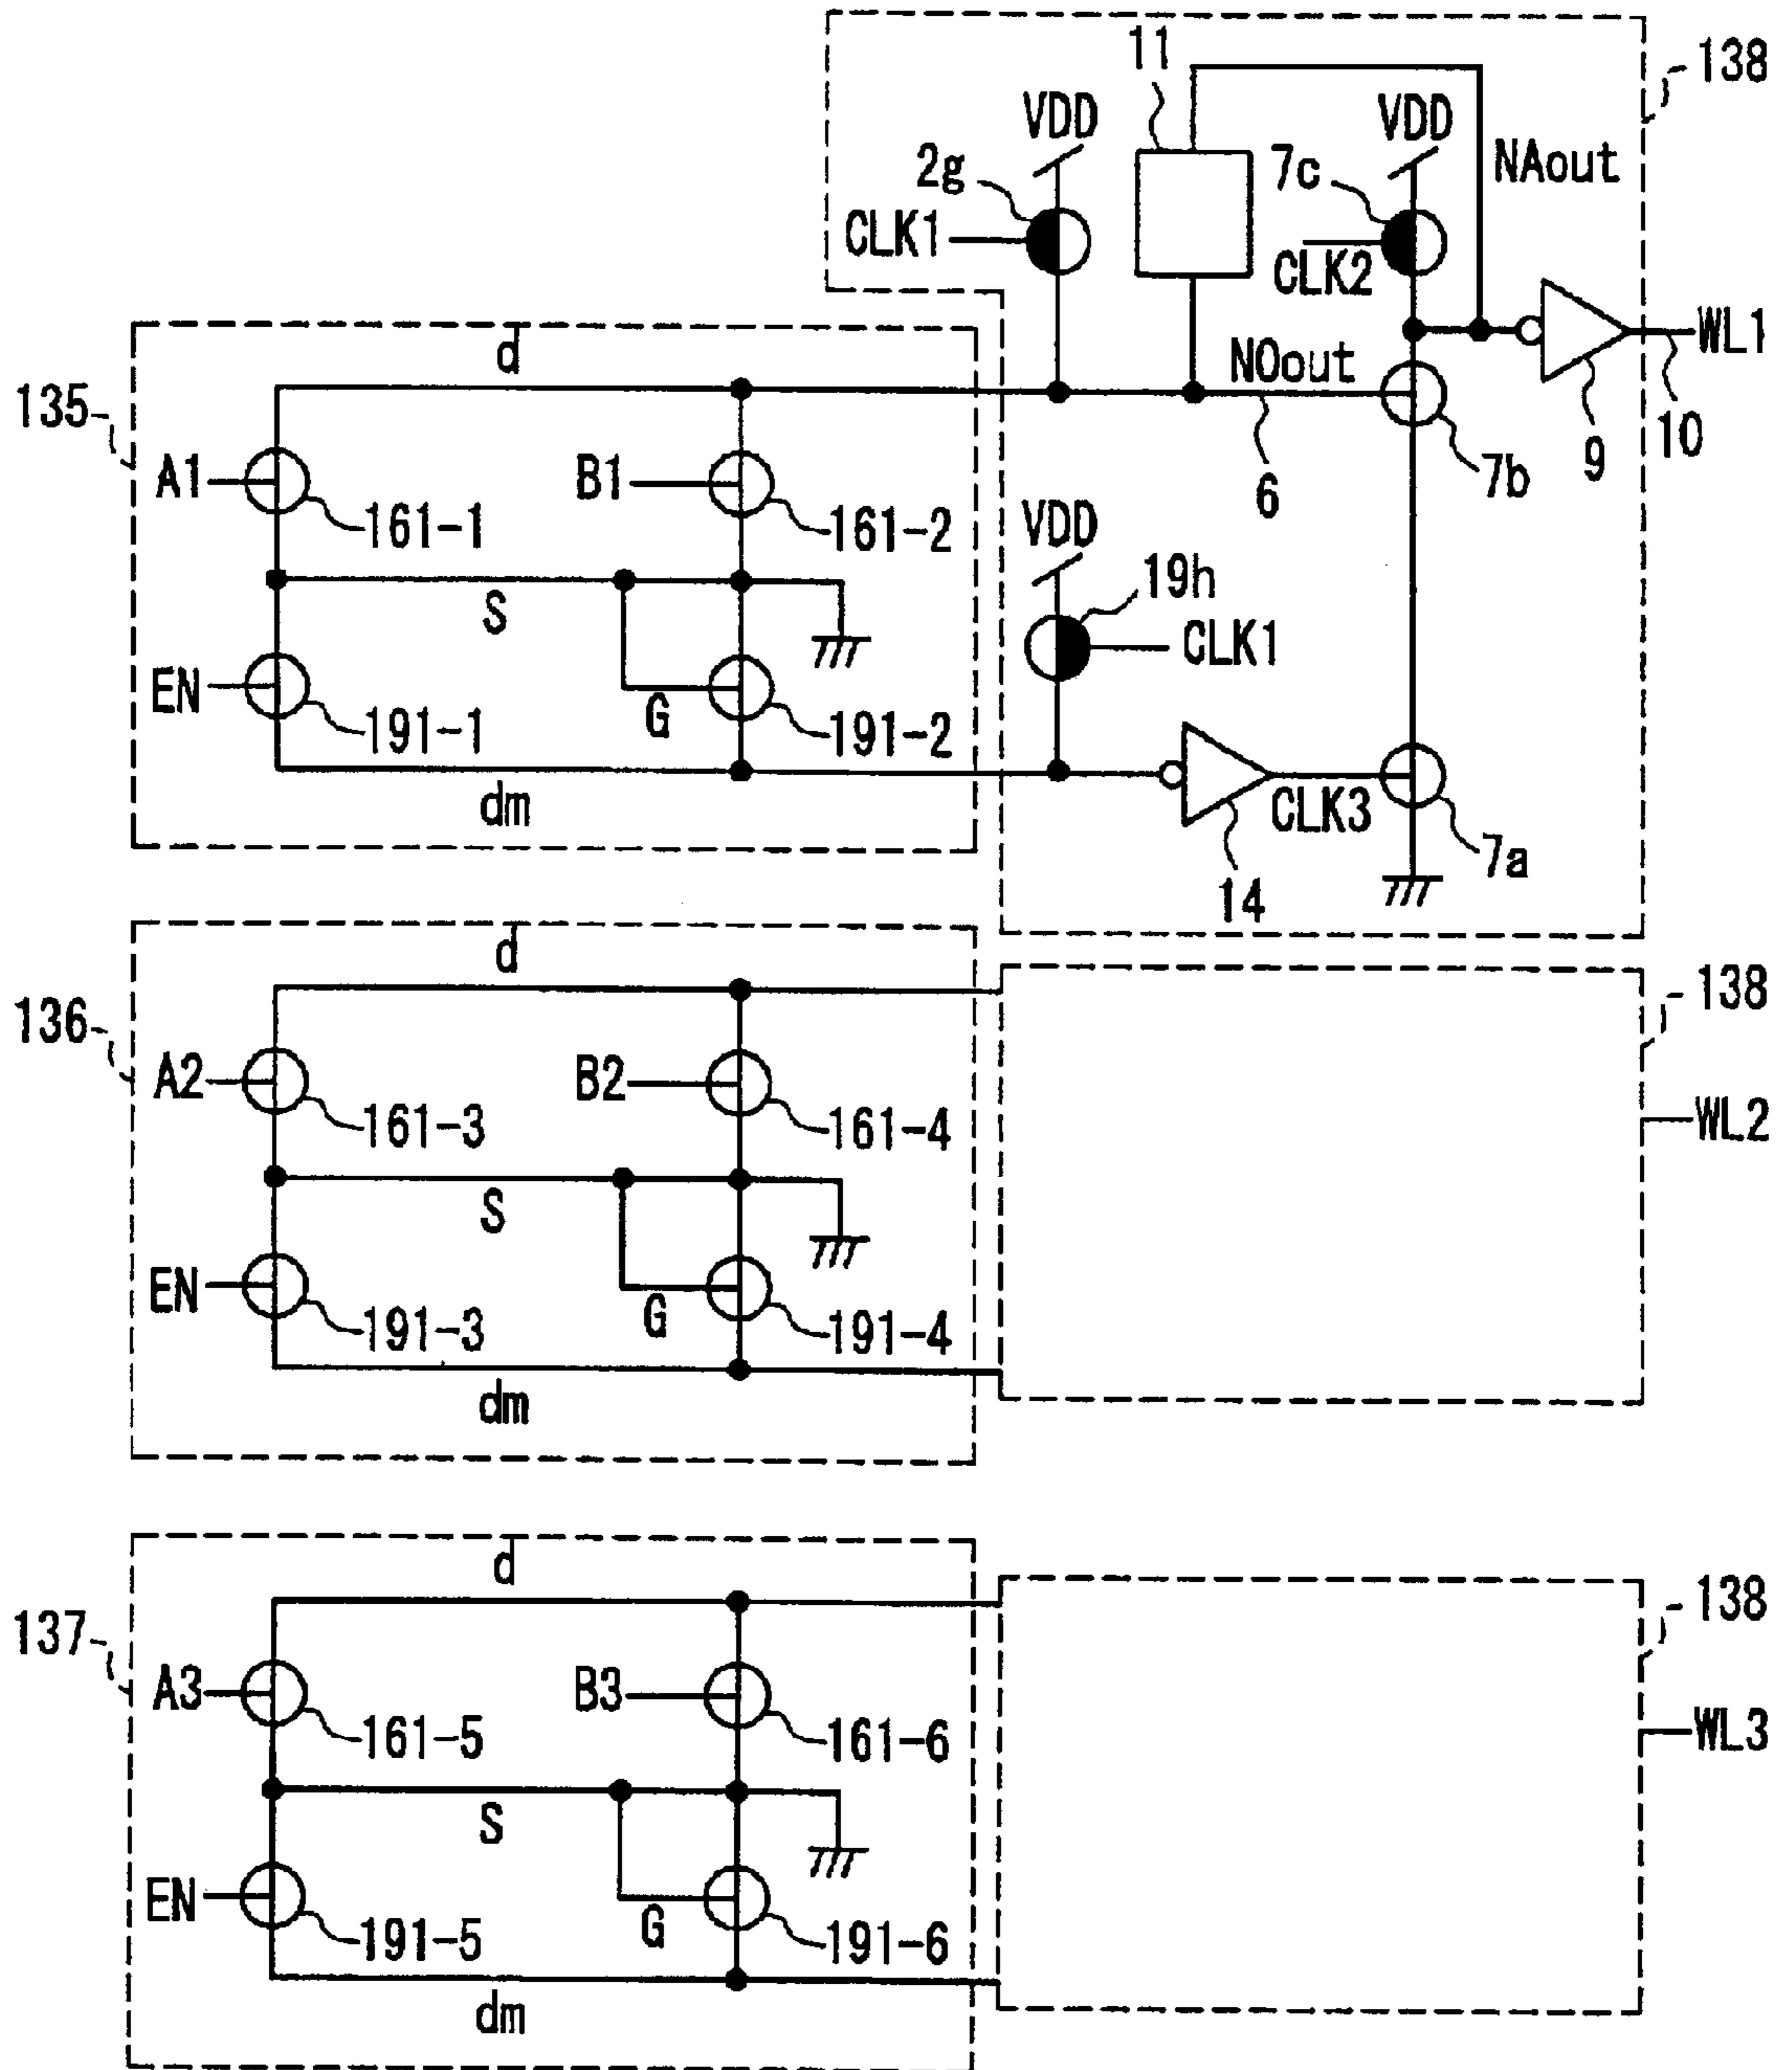 138
11
VDD
VDD
2g
7c
NAout
CLK1
CLK2
WL1
d
NOout
135
A1
B1
9
10
7b
161-1
161-2
6
VDD
19h
S
CLK1
EN
G
191-1
191-2
CLK3
dm
7a
14
d
138
136
A2
B2
161-3
161-4
WL2
S
EN
G
191-3
191-4
dm
d
138
137
A3
B3
161-5
161-6
WL3
S
EN
G
191-5
191-6
dm